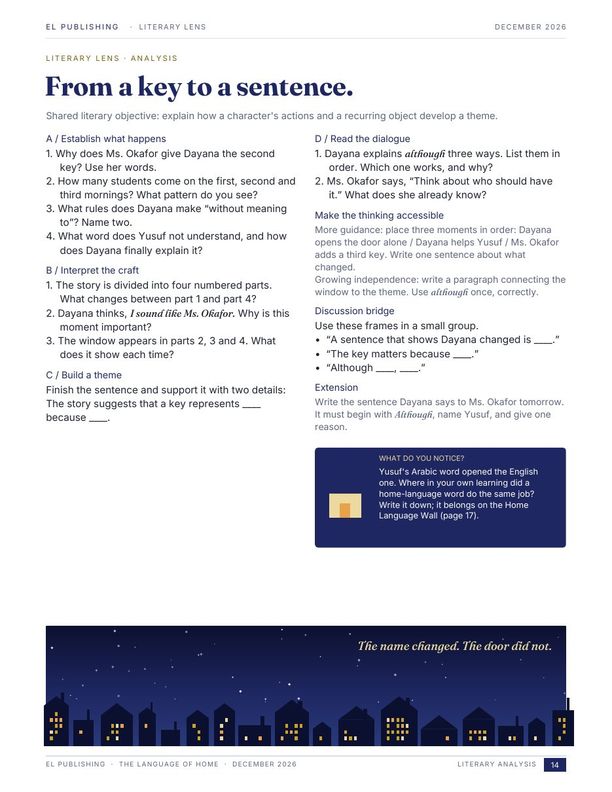 EL PUBLISHING · LITERARY LENS
DECEMBER 2026
LITERARY LENS · ANALYSIS
From a key to a sentence.
Shared literary objective: explain how a character's actions and a recurring object develop a theme.
A / Establish what happens
1. Why does Ms. Okafor give Dayana the second
key? Use her words.
2. How many students come on the first, second and
third mornings? What pattern do you see?
3. What rules does Dayana make “without meaning
to”? Name two.
4. What word does Yusuf not understand, and how
does Dayana finally explain it?
B / Interpret the craft
1. The story is divided into four numbered parts.
What changes between part 1 and part 4?
2. Dayana thinks, I sound like Ms. Okafor. Why is this
moment important?
3. The window appears in parts 2, 3 and 4. What
does it show each time?
C / Build a theme
Finish the sentence and support it with two details:
The story suggests that a key represents ____
because ____.
D / Read the dialogue
1. Dayana explains although three ways. List them in
order. Which one works, and why?
2. Ms. Okafor says, “Think about who should have
it.” What does she already know?
Make the thinking accessible
More guidance: place three moments in order: Dayana
opens the door alone / Dayana helps Yusuf / Ms. Okafor
adds a third key. Write one sentence about what
changed.
Growing independence: write a paragraph connecting the
window to the theme. Use although once, correctly.
Discussion bridge
Use these frames in a small group.
• “A sentence that shows Dayana changed is ____.”
• “The key matters because ____.”
• “Although ____, ____.”
Extension
Write the sentence Dayana says to Ms. Okafor tomorrow.
It must begin with Although, name Yusuf, and give one
reason.
WHAT DO YOU NOTICE?
Yusuf's Arabic word opened the English
one. Where in your own learning did a
home-language word do the same job?
Write it down; it belongs on the Home
Language Wall (page 17).
The name changed. The door did not.
EL PUBLISHING · THE LANGUAGE OF HOME · DECEMBER 2026
LITERARY ANALYSIS 14